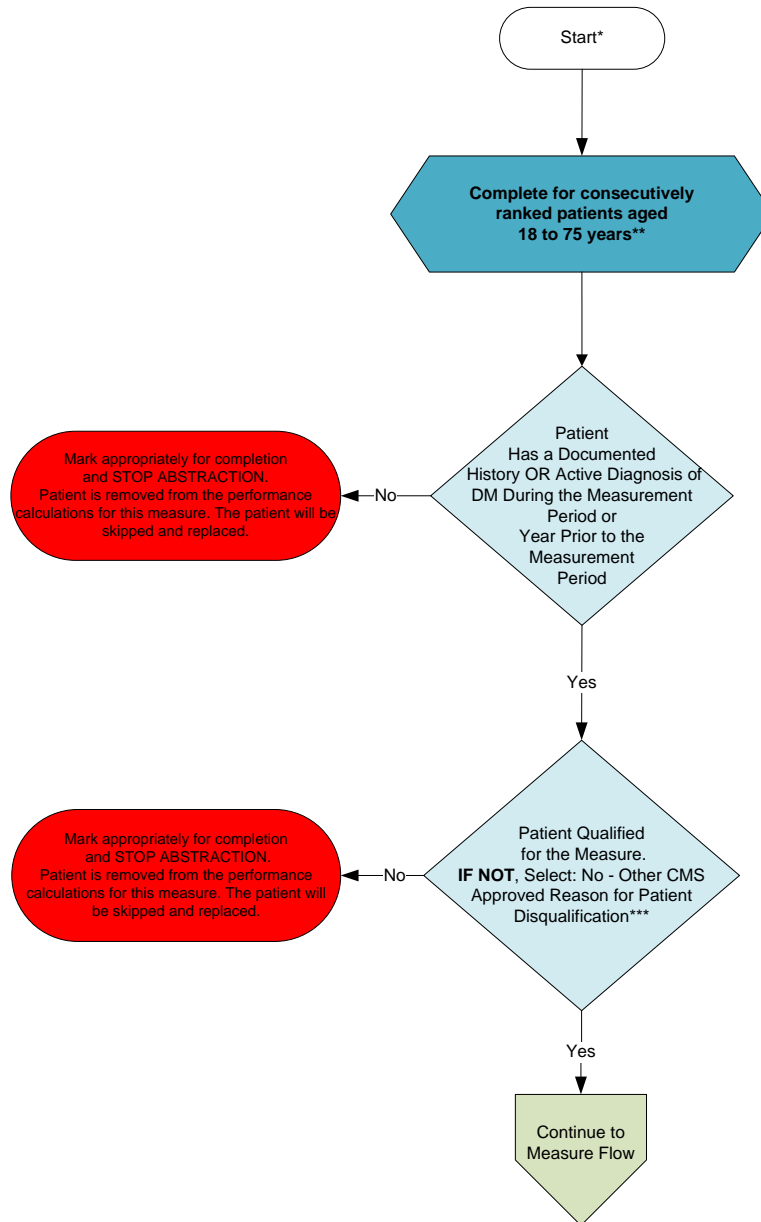 Start*
Complete for consecutively
ranked patients aged
18 to 75 years**
Patient
Has a Documented
History OR Active Diagnosis of
DM During the Measurement
Period or
Year Prior to the
Measurement
Period
No
Mark appropriately for completion
and STOP ABSTRACTION.
Patient is removed from the performance
calculations for this measure. The patient will be
skipped and replaced.
Yes
Patient Qualified
for the Measure.
IF NOT, Select: No - Other CMS
Approved Reason for Patient
Disqualification***
No
Mark appropriately for completion
and STOP ABSTRACTION.
Patient is removed from the performance
calculations for this measure. The patient will
be skipped and replaced.
Yes
Continue to
Measure Flow